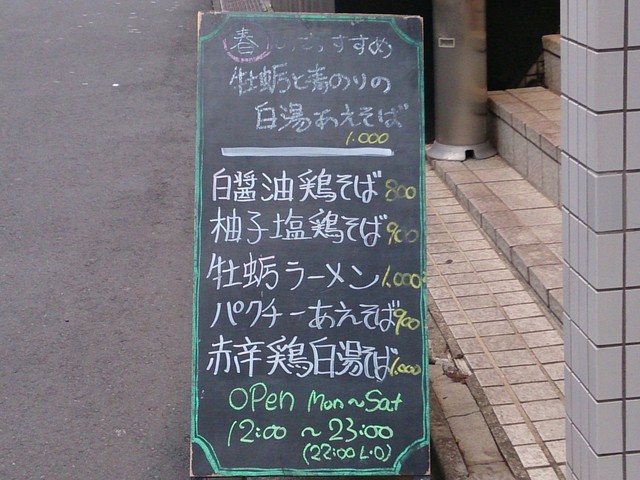 春 おすすめ
牡蛎と青のりの
白湯あえそば
1.000
白醤油鶏そば 800
柚子塩鶏そば 900
牡蛎ラーメン 1.000
パクチーあえそば 900
赤辛鶏白湯そば 1.000
OPen Mon~Sat
12:00 ~ 23:00
(22:00 L.O)